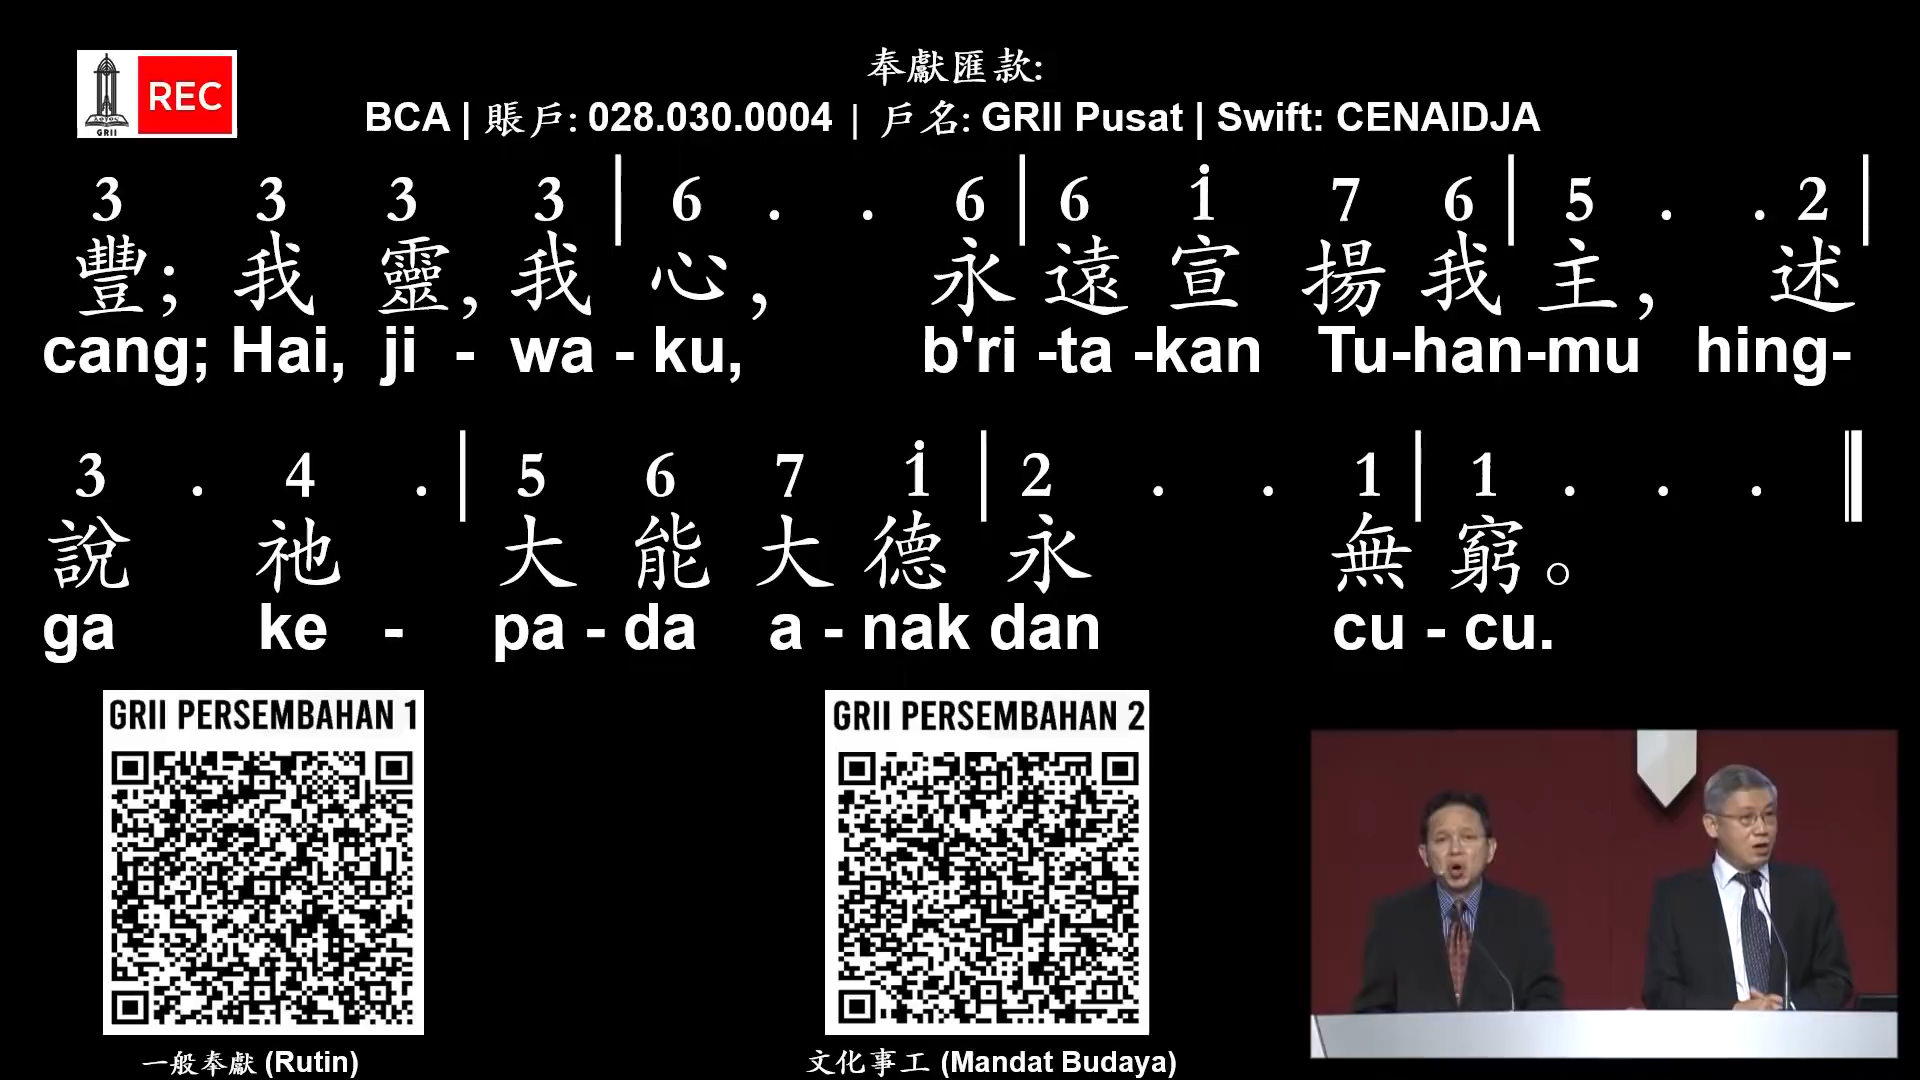 GRII
REC
奉獻匯款:
BCA | 賬戶: 028.030.0004 | 戶名: GRII Pusat | Swift: CENAIDJA
3 3 3 3 | 6 . . 6 | 6 i 7 6 | 5 . . 2 |
豐; 我 靈, 我 心, 永 遠 宣 揚 我 主, 述
cang; Hai, ji - wa - ku, b'ri -ta -kan Tu-han-mu hing-
3 . 4 . | 5 6 7 i | 2 . . 1 | 1 . . . ||
說 祂 大 能 大 德 永 無 窮。
ga ke - pa - da a - nak dan cu - cu.
GRII PERSEMBAHAN 1
GRII PERSEMBAHAN 2
一般奉獻 (Rutin)
文化事工 (Mandat Budaya)